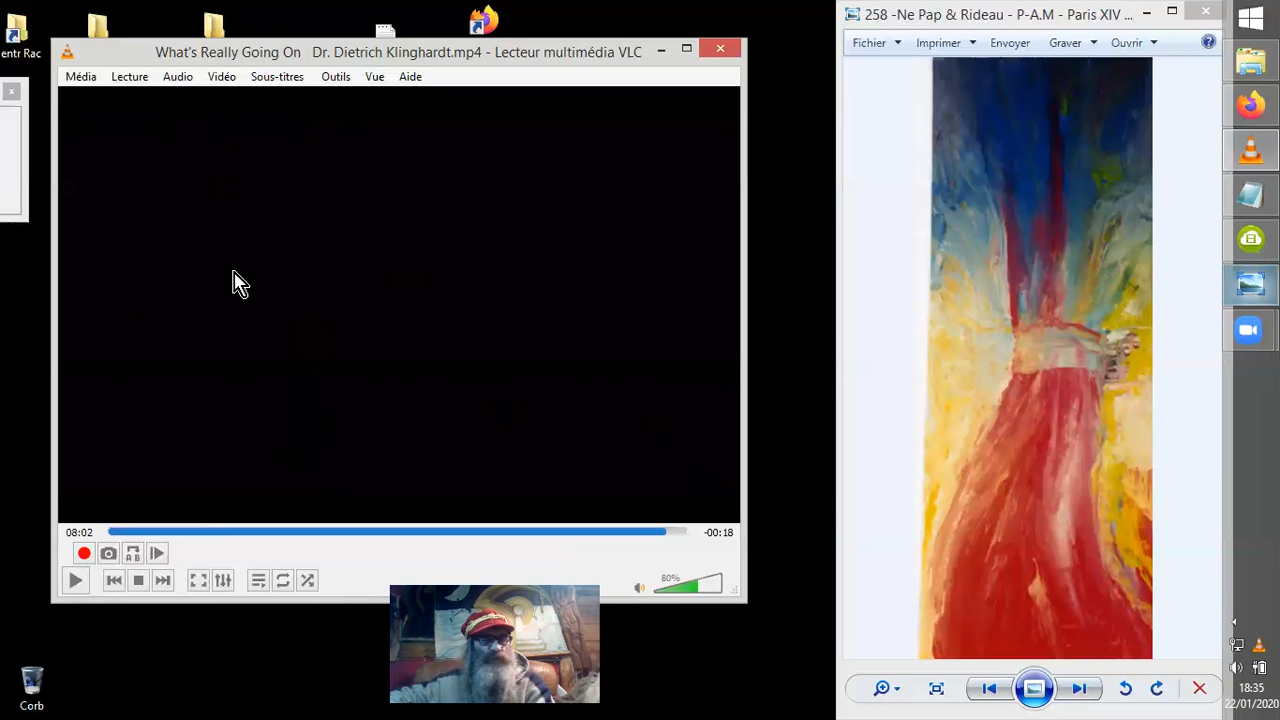 entr Rac
x
What's Really Going On Dr. Dietrich Klinghardt.mp4 - Lecteur multimédia VLC
Média Lecture Audio Vidéo Sous-titres Outils Vue Aide
08:02
-00:18
A B
80%
Corb
258 -Ne Pap & Rideau - P-A.M - Paris XIV ...
Fichier Imprimer Envoyer Graver Ouvrir ?
18:35
22/01/2020